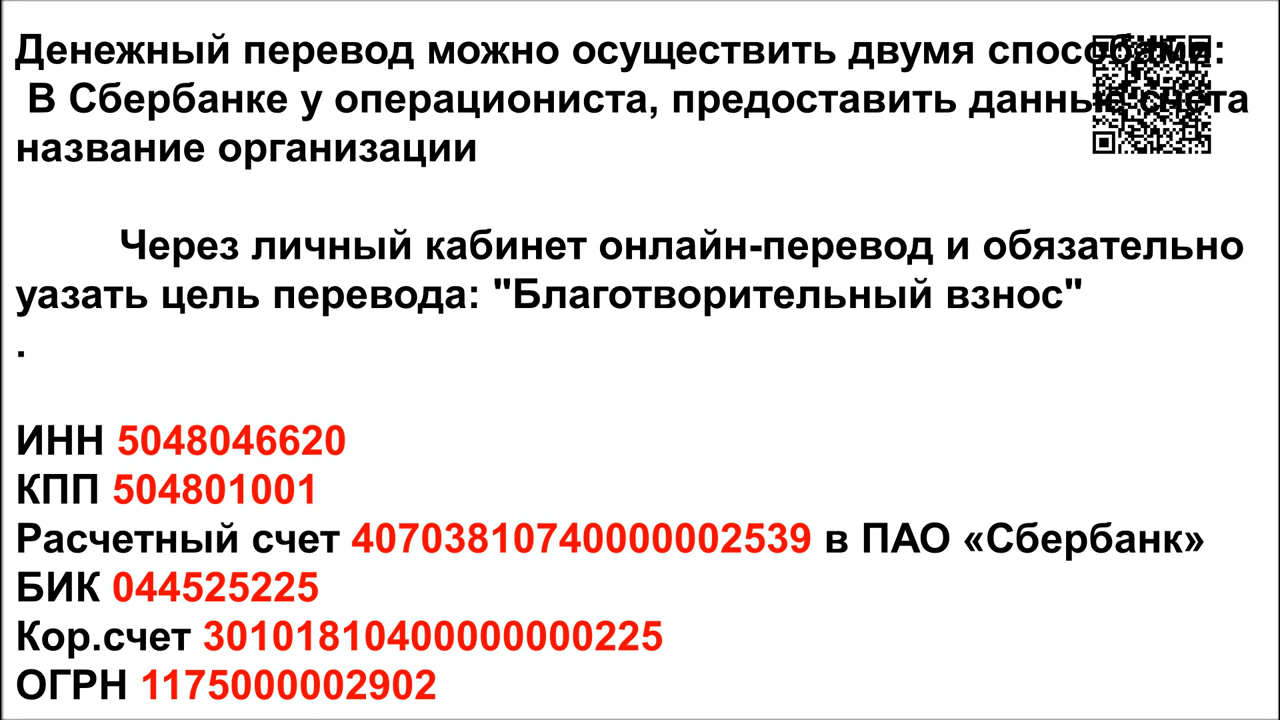 Денежный перевод можно осуществить двумя способами:
В Сбербанке у операциониста, предоставить данные счета
название организации
Через личный кабинет онлайн-перевод и обязательно
уазать цель перевода: "Благотворительный взнос"
.
ИНН 5048046620
КПП 504801001
Расчетный счет 40703810740000002539 в ПАО «Сбербанк»
БИК 044525225
Кор.счет 30101810400000000225
ОГРН 1175000002902